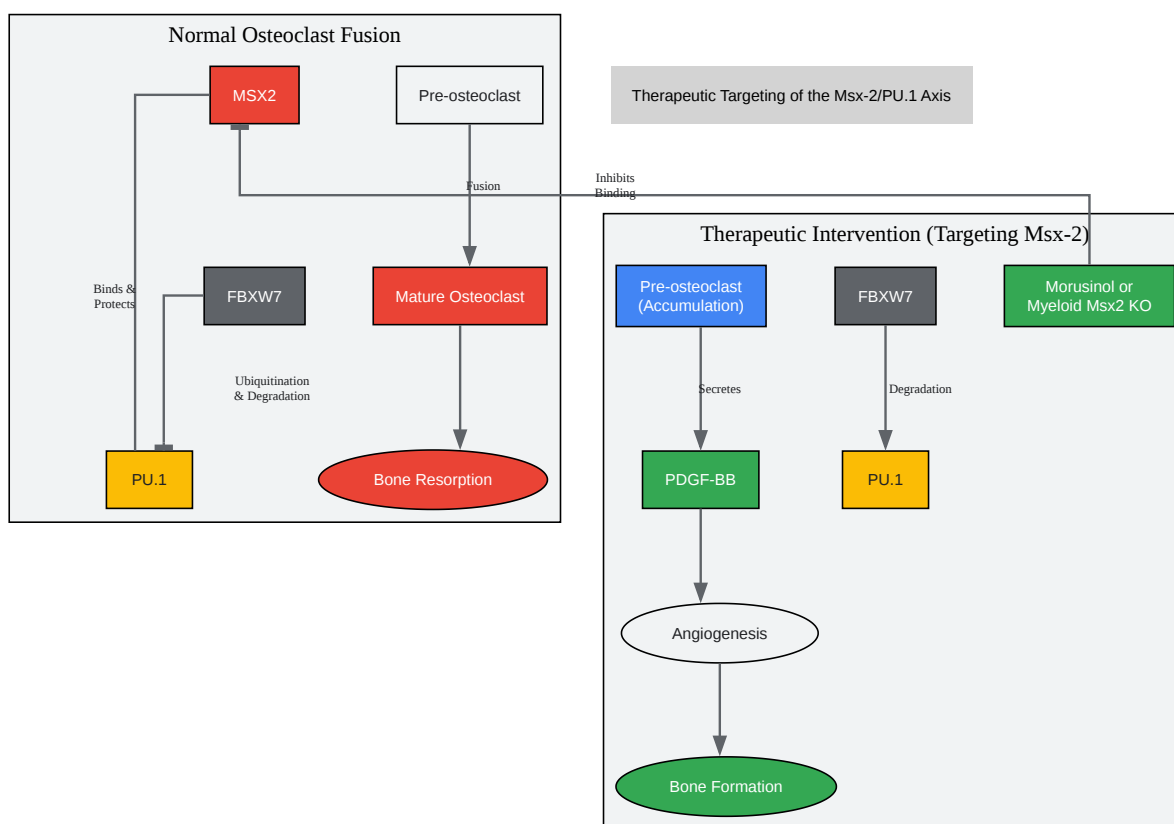 Normal Osteoclast Fusion
MSX2
Pre-osteoclast
Fusion
Binds &
Protects
FBXW7
Mature Osteoclast
Ubiquitination
& Degradation
PU.1
Bone Resorption
Therapeutic Targeting of the Msx-2/PU.1 Axis
Inhibits
Binding
Therapeutic Intervention (Targeting Msx-2)
Pre-osteoclast
(Accumulation)
FBXW7
Morusinol or
Myeloid Msx2 KO
Secretes
Degradation
PDGF-BB
PU.1
Angiogenesis
Bone Formation